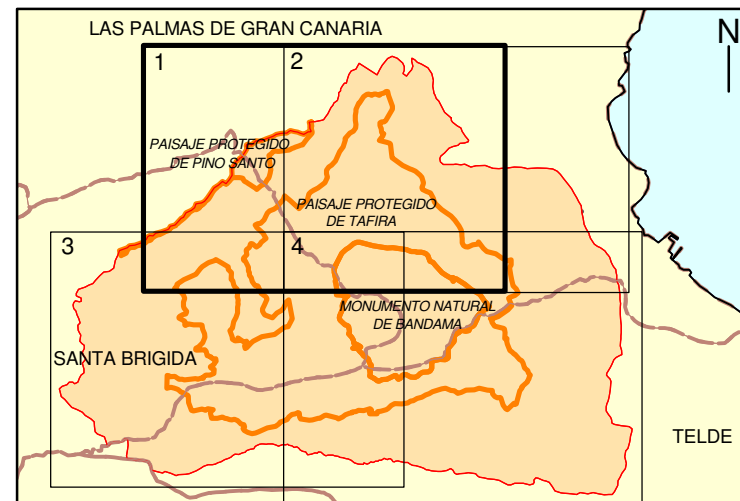 LAS PALMAS DE GRAN CANARIA
N
1
2
PAISAJE PROTEGIDO
DE PINO SANTO
PAISAJE PROTEGIDO
DE TAFIRA
3
4
MONUMENTO NATURAL
DE BANDAMA
SANTA BRIGIDA
TELDE